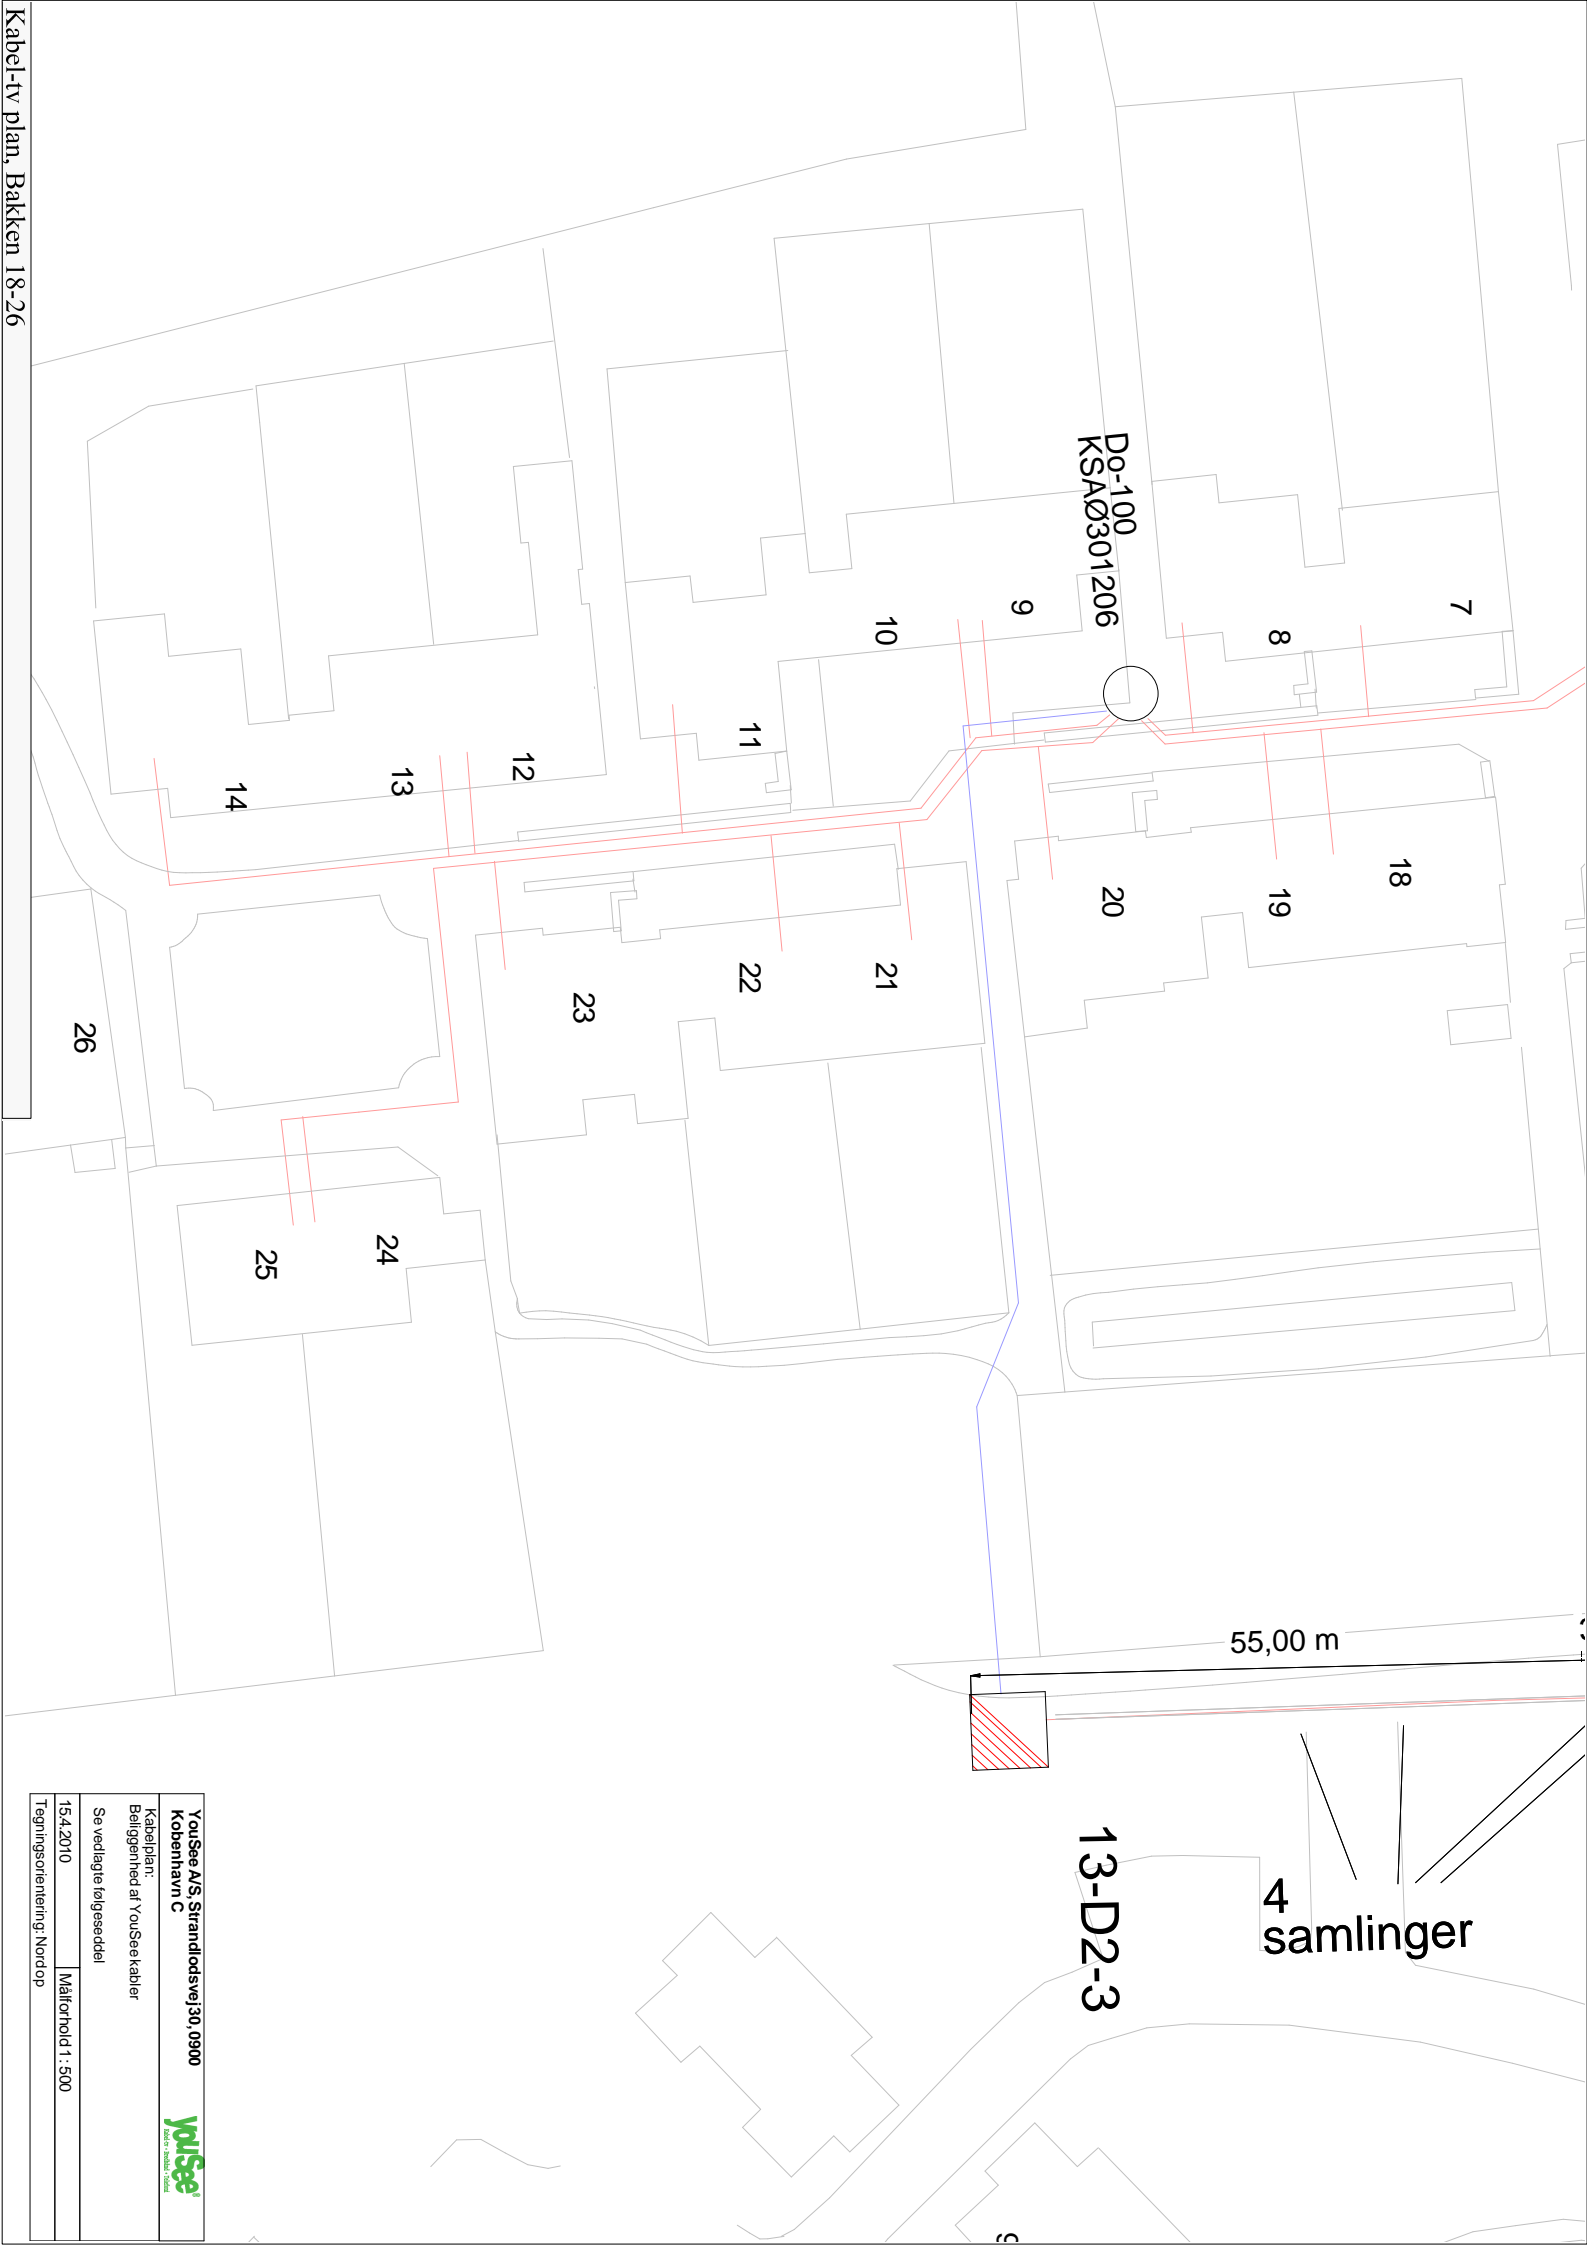 Kabel-tv plan, Bakken 18-26
Do-100
KSAØ301206
7
8
9
10
11
12
13
14
18
19
20
21
22
23
24
25
26
55,00 m
13-D2-3
4
samlinger
9
YouSee A/S, Strandlodsvej 30, 0900
Kobenhavn C
youSee
Kabelplan:
Beliggenhed af YouSee kabler
Se vedlagte følgeseddel
15.4.2010
Målforhold 1 : 500
Tegningsorientering: Nord op